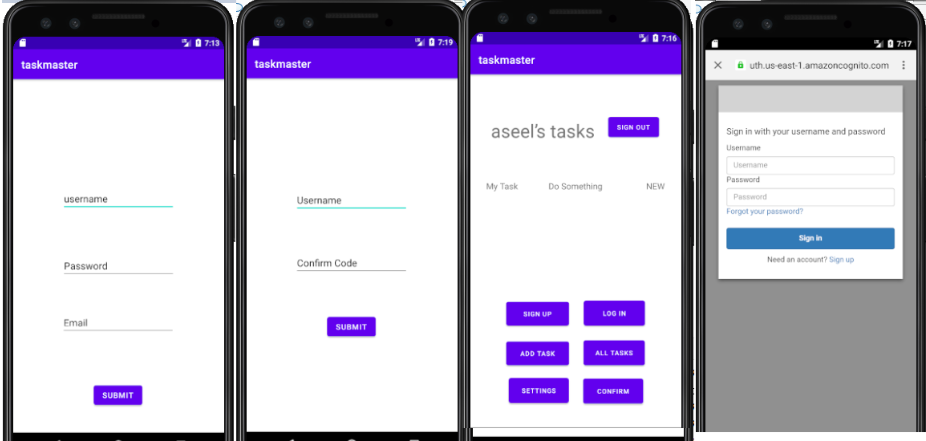 7:13
taskmaster
username
Password
Email
SUBMIT
7:19
taskmaster
Username
Confirm Code
SUBMIT
7:16
taskmaster
aseel's tasks
SIGN OUT
My Task Do Something NEW
SIGN UP LOG IN
ADD TASK ALL TASKS
SETTINGS CONFIRM
7:17
uth.us-east-1.amazoncognito.com
Sign in with your username and password
Username
Username
Password
Password
Forgot your password?
Sign in
Need an account? Sign up